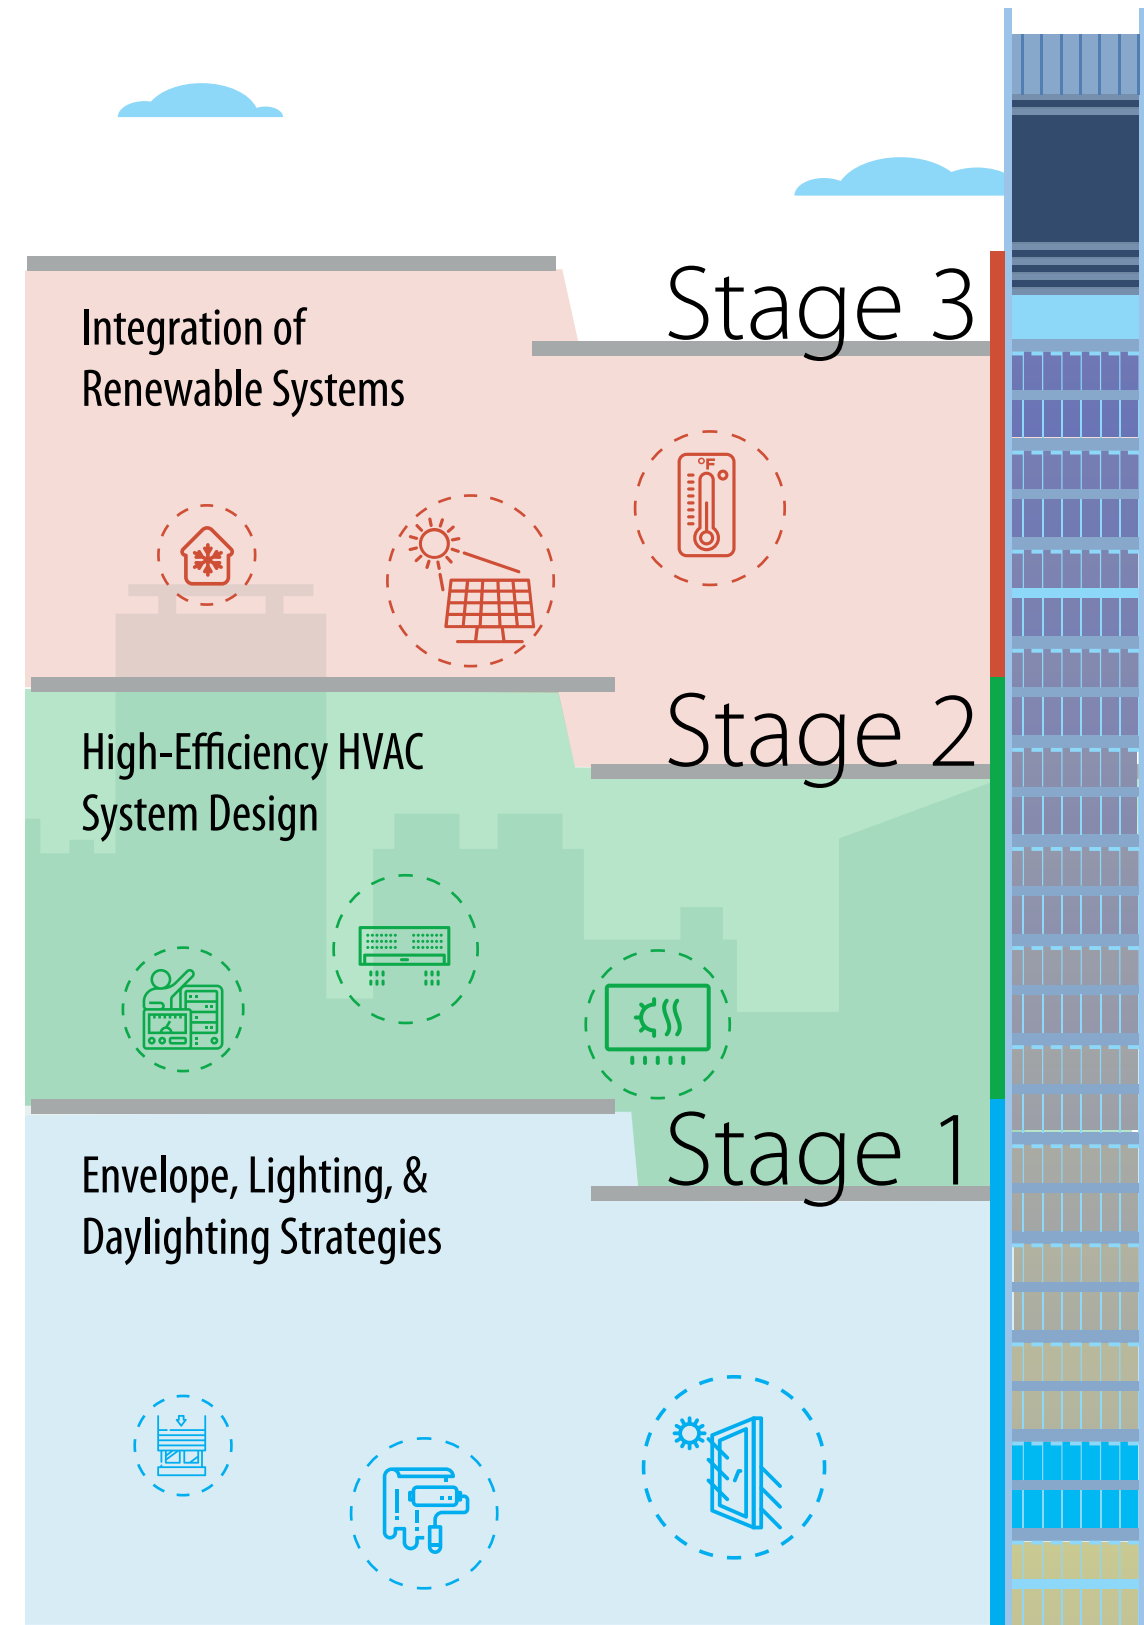 Stage 3
Integration of
Renewable Systems
°F
Stage 2
High-Efficiency HVAC
System Design
Stage 1
Envelope, Lighting, &
Daylighting Strategies